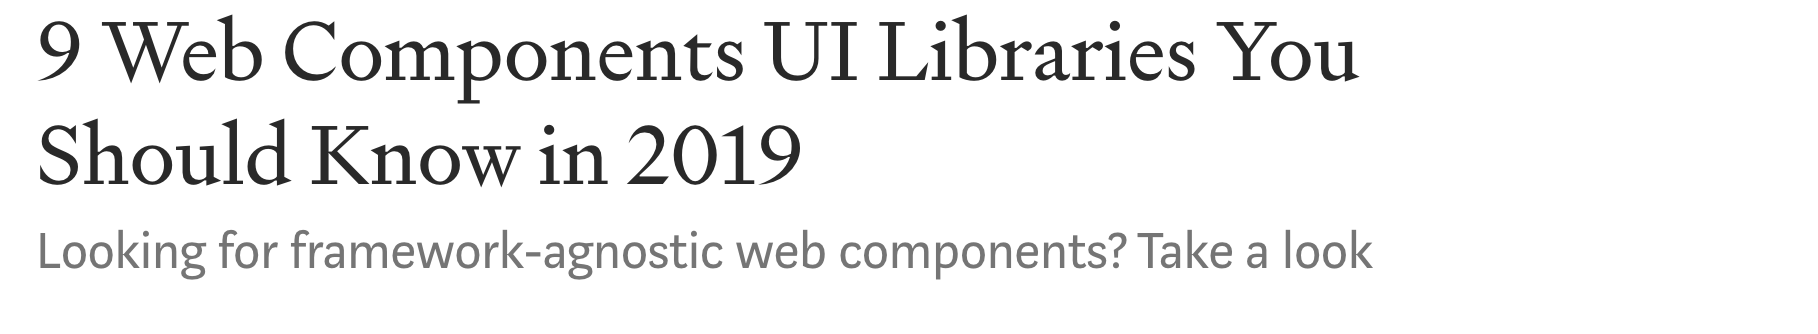 9 Web Components UI Libraries You
Should Know in 2019
Looking for framework-agnostic web components? Take a look